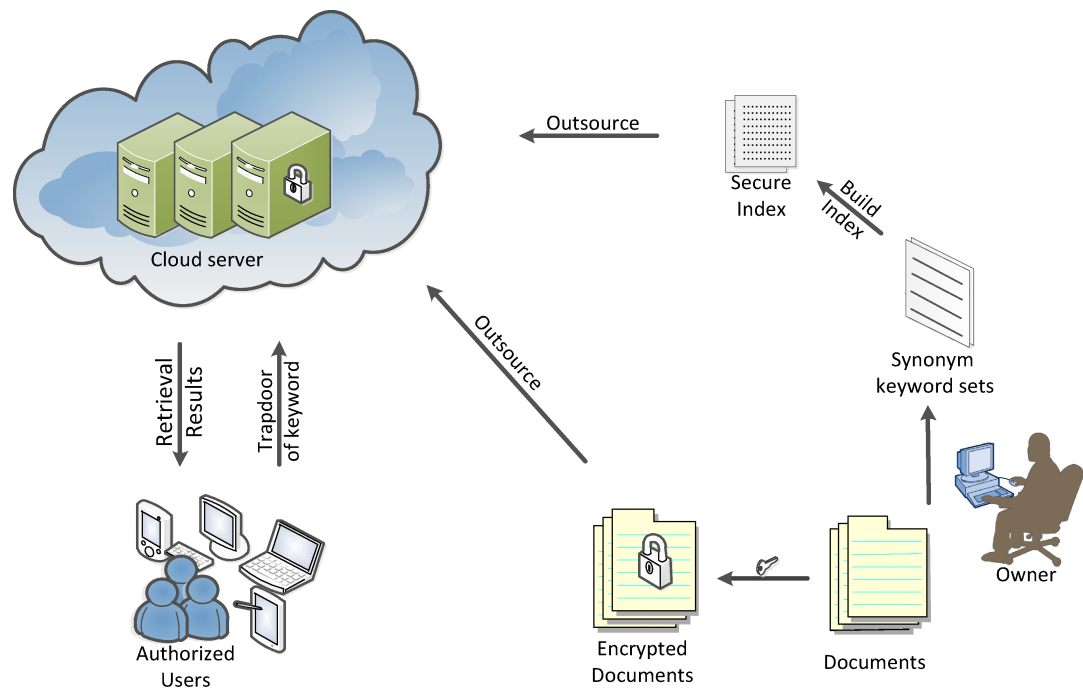 Outsource
Secure
Index
Build
Index
Cloud server
Outsource
Synonym
keyword sets
Retrieval
Results
Trapdoor
of keyword
Owner
Encrypted
Documents
Documents
Authorized
Users